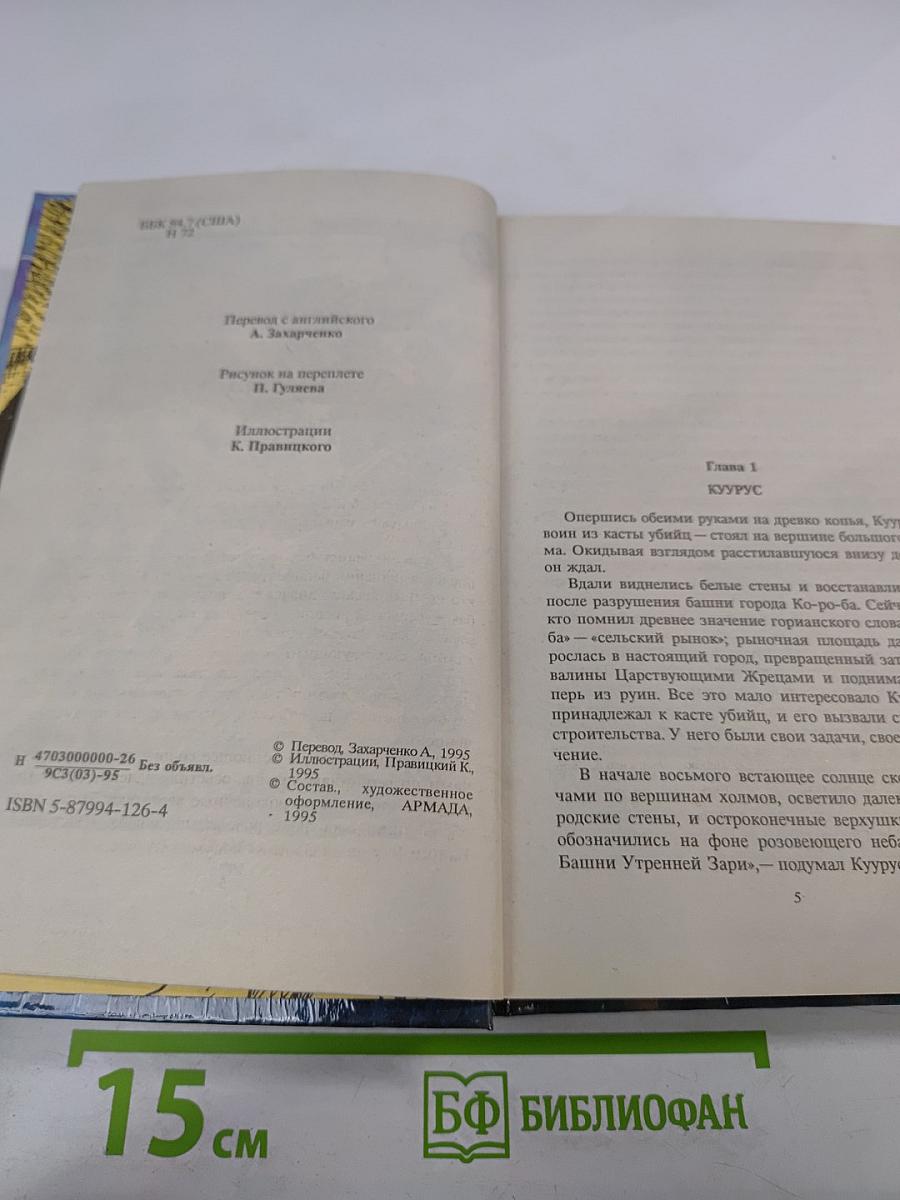 ББК 84.7 (США)
Н 72
Перевод с английского
А. Захарченко
Рисунок на переплете
П. Гуляева
Иллюстрации
К. Правицкого
Н 4703000000-26 Без объявл.
9С3(03)-95
ISBN 5-87994-126-4
© Перевод, Захарченко А., 1995
© Иллюстрации, Правицкий К.,
1995
© Состав., художественное
оформление, АРМАДА,
1995
Глава 1
КУУРУС
Опершись обеими руками на древко копья, Куур
воин из касты убийц — стоял на вершине большог
ма. Окидывая взглядом расстилавшуюся внизу д
он ждал.
Вдали виднелись белые стены и восстанавли
после разрушения башни города Ко-ро-ба. Сейч
кто помнил древнее значение горианского слова
ба» — «сельский рынок»; рыночная площадь да
рослась в настоящий город, превращенный зат
валины Царствующими Жрецами и поднима
перь из руин. Все это мало интересовало К
принадлежал к касте убийц, и его вызвали с
строительства. У него были свои задачи, свое
чение.
В начале восьмого встающее солнце ско
чами по вершинам холмов, осветило дален
родские стены, и остроконечные верхушк
обозначились на фоне розовеющего неба
Башни Утренней Зари»,— подумал Куурус
5
15 см
БФ БИБЛИОФАН